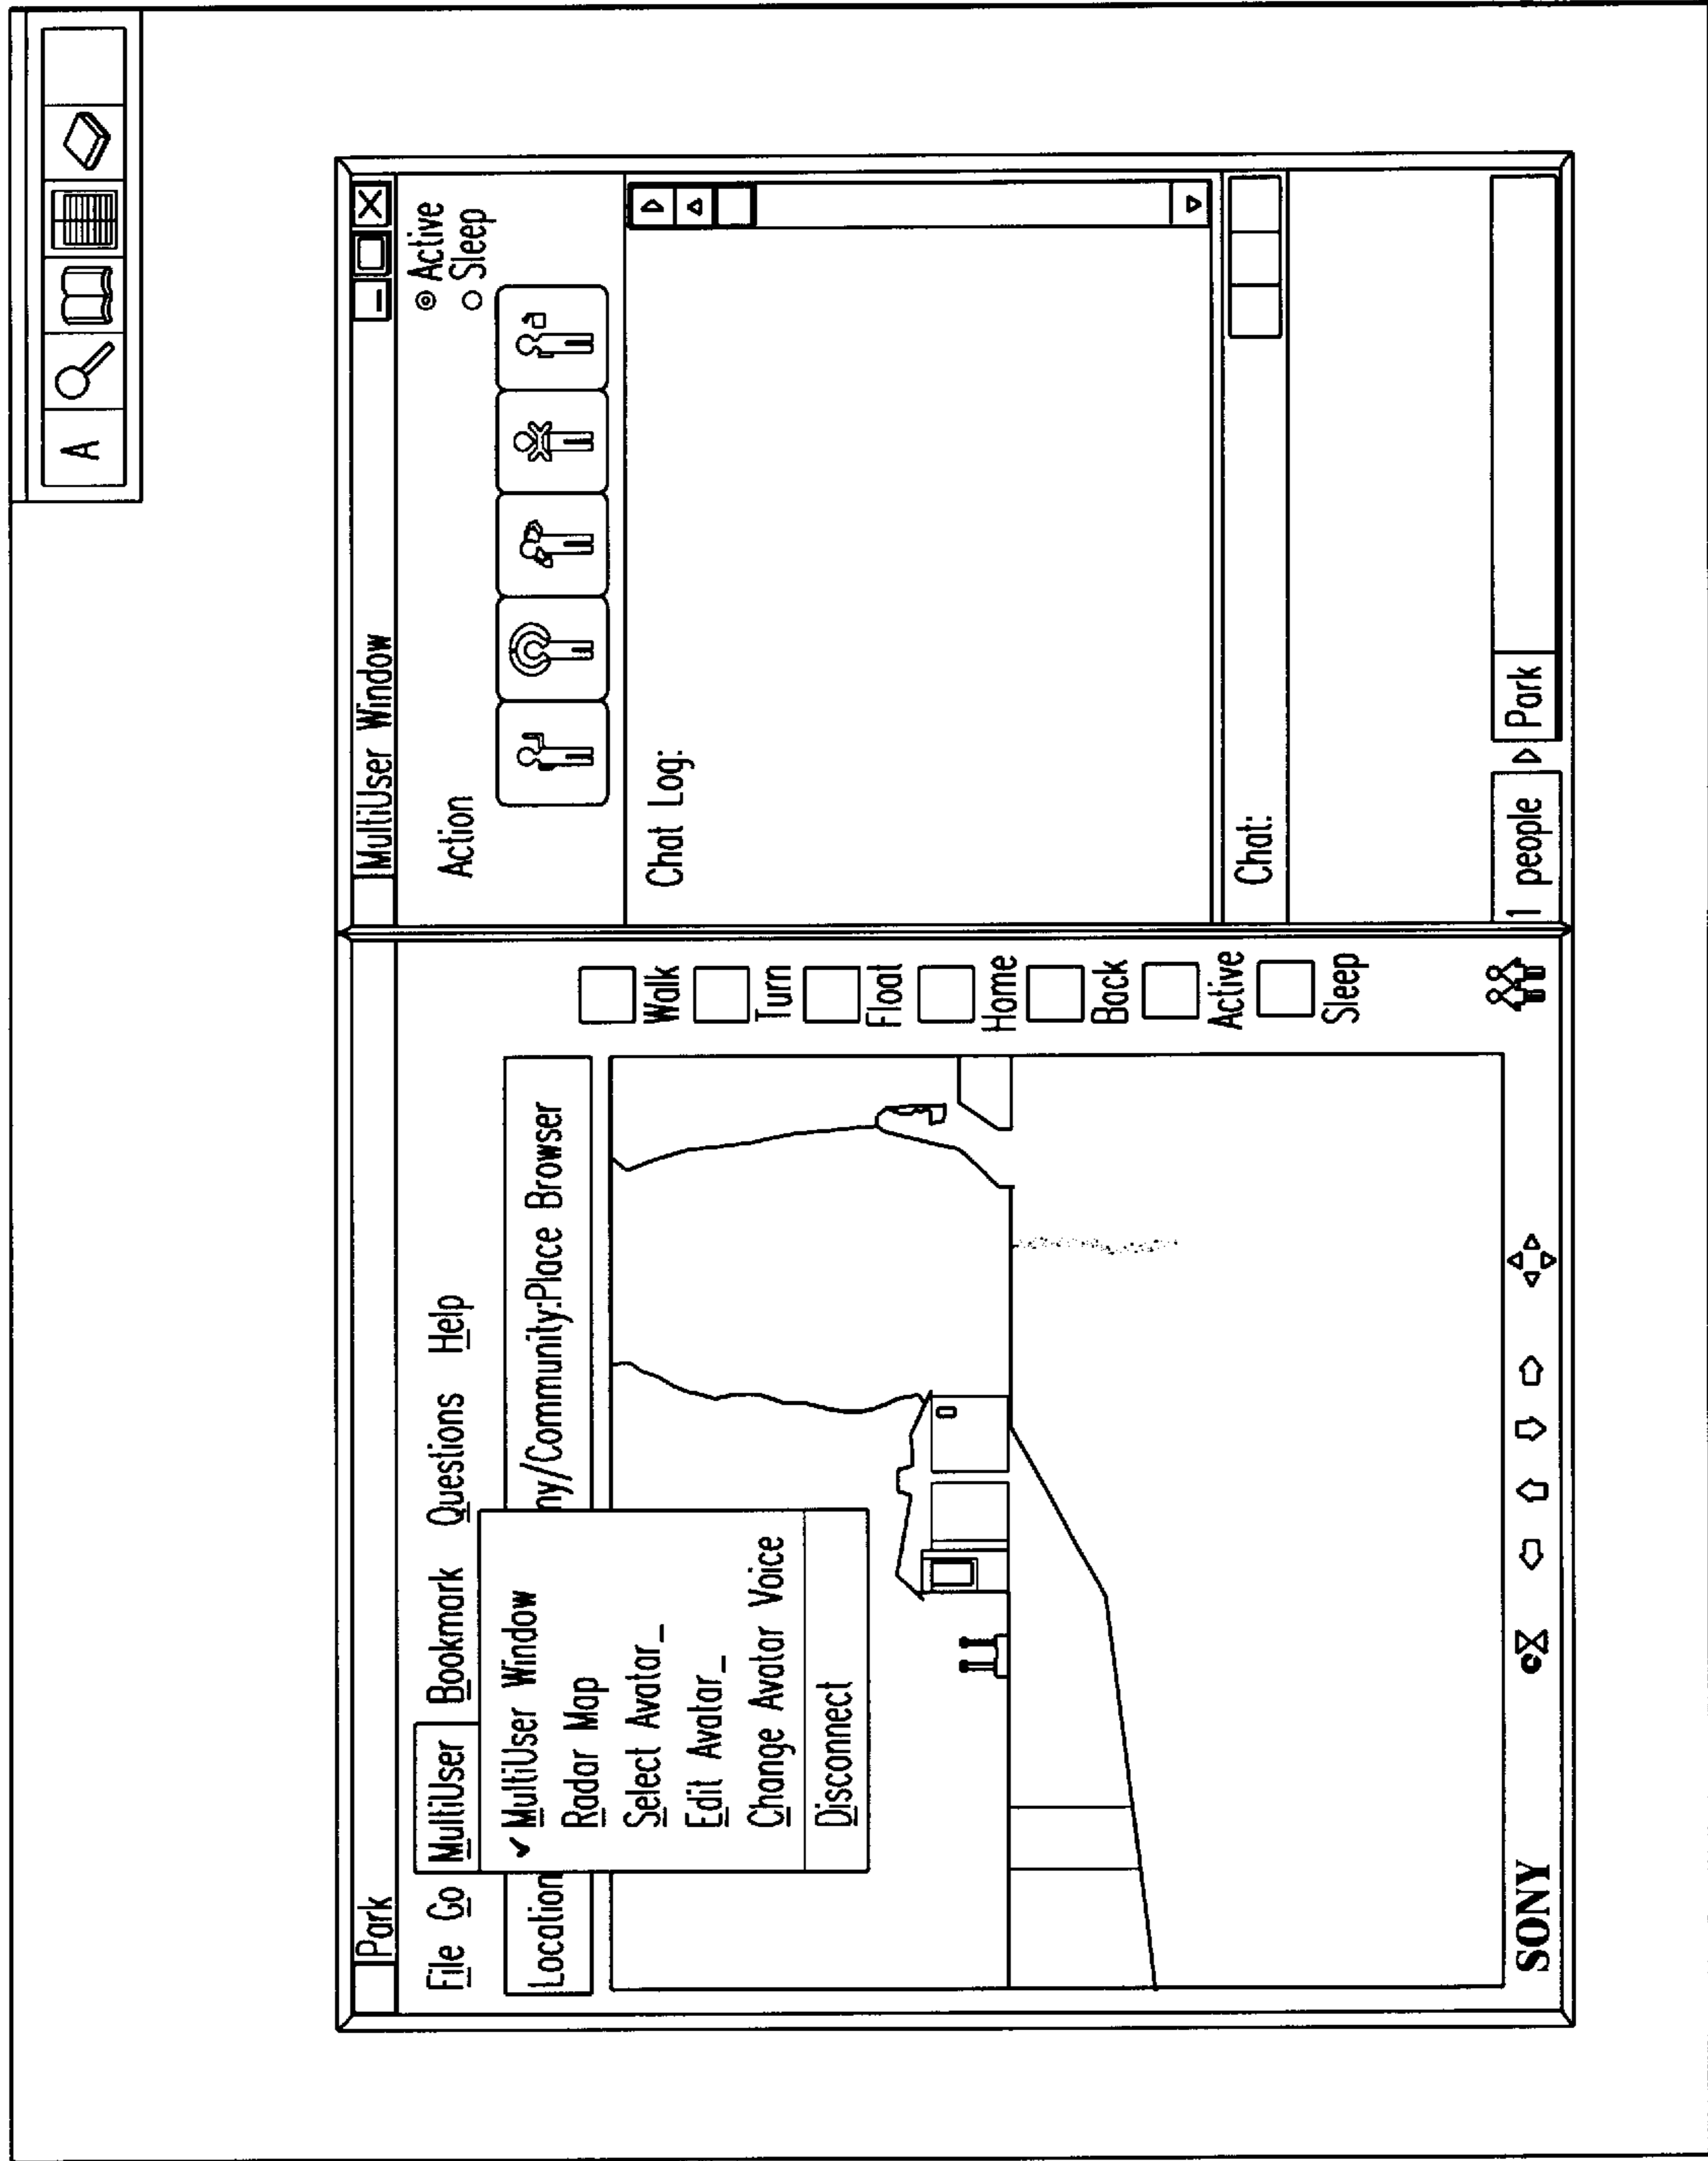 A
Park
MultiUser Window
File Go MultiUser Bookmark Questions Help
Location
ny/Community:Place Browser
✓MultiUser Window
Radar Map
Select Avatar_
Edit Avatar_
Change Avatar Voice
Disconnect
Walk
Turn
Float
Home
Back
Active
Sleep
SONY
Action
Active
Sleep
Chat Log:
Chat:
1 people
Park